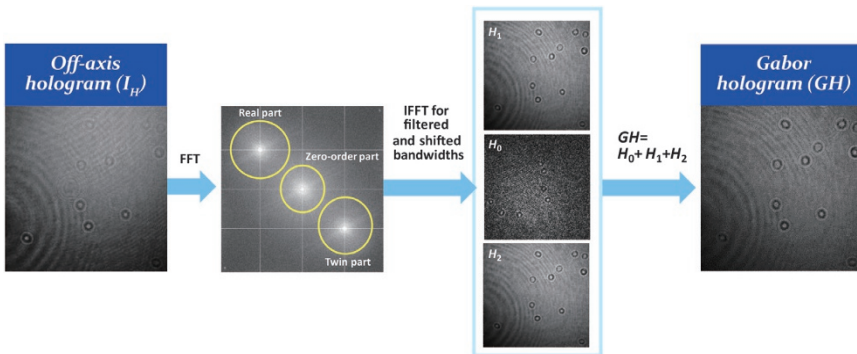 Off-axis
hologram (I_H)
FFT
Real part
Zero-order part
Twin part
IFFT for
filtered
and shifted
bandwidths
H₁
H₀
H₂
GH=
H₀+ H₁+H₂
Gabor
hologram (GH)